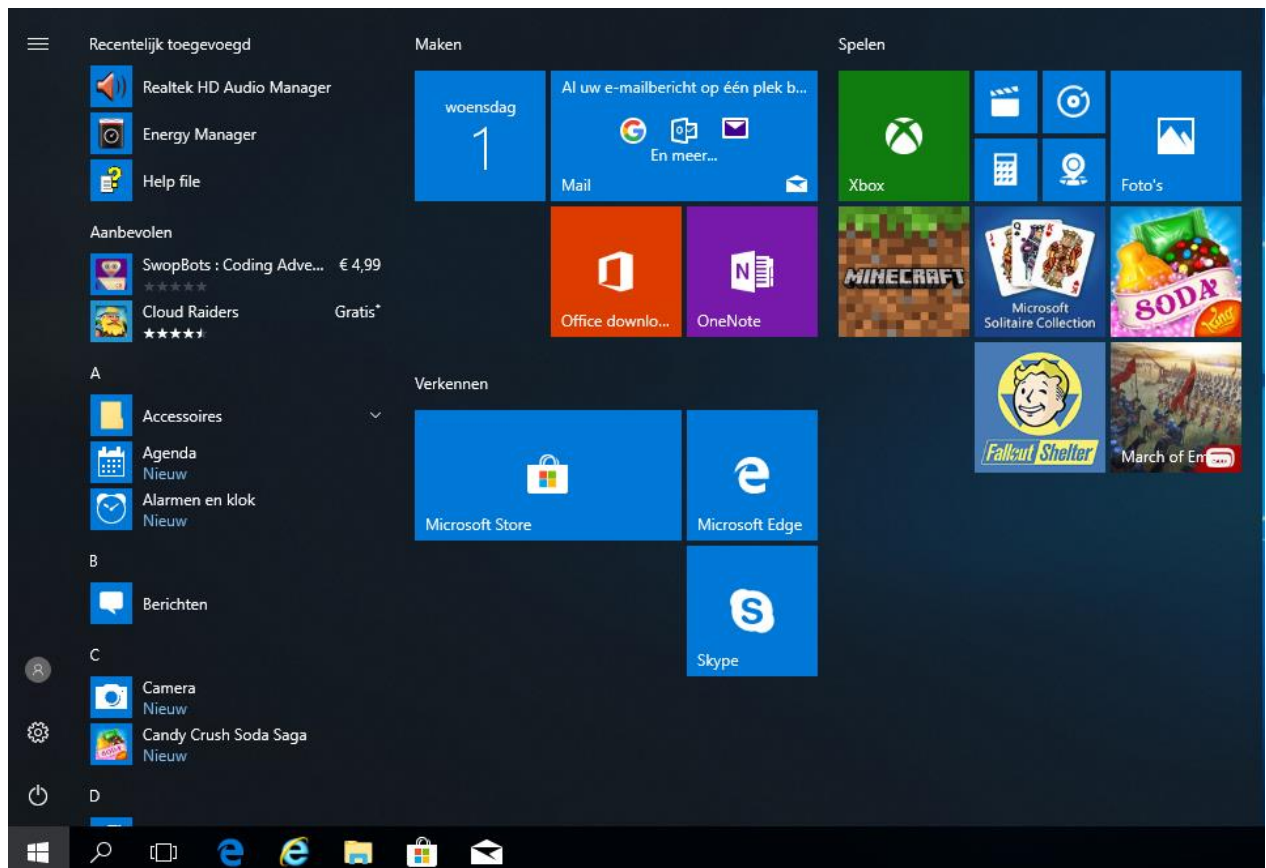 Recentelijk toegevoegd
Realtek HD Audio Manager
Energy Manager
Help file
Aanbevolen
SwopBots : Coding Adve... € 4,99
Cloud Raiders Gratis*
A
Accessoires
Agenda
Nieuw
Alarmen en klok
Nieuw
B
Berichten
C
Camera
Nieuw
Candy Crush Soda Saga
Nieuw
D
Maken
woensdag
1
Al uw e-mailbericht op één plek b...
En meer...
Mail
Office downlo...
OneNote
Verkennen
Microsoft Store
Microsoft Edge
Skype
Spelen
Xbox
Foto's
MINECRAFT
Microsoft
Solitaire Collection
SODA
King
Fallout Shelter
March of Em